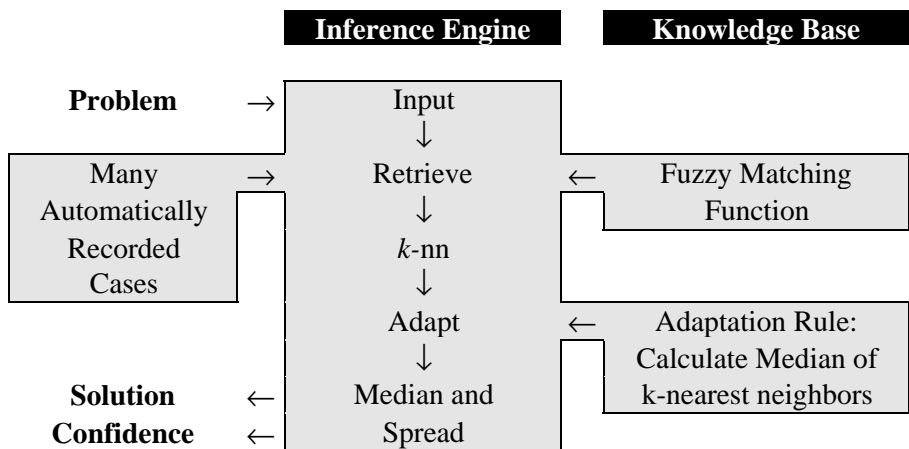 Inference Engine Knowledge Base
Problem → Input
↓
Many → Retrieve ← Fuzzy Matching
Automatically ↓ Function
Recorded k-nn
Cases ↓
Adapt ← Adaptation Rule:
↓ Calculate Median of
Solution ← Median and k-nearest neighbors
Confidence ← Spread